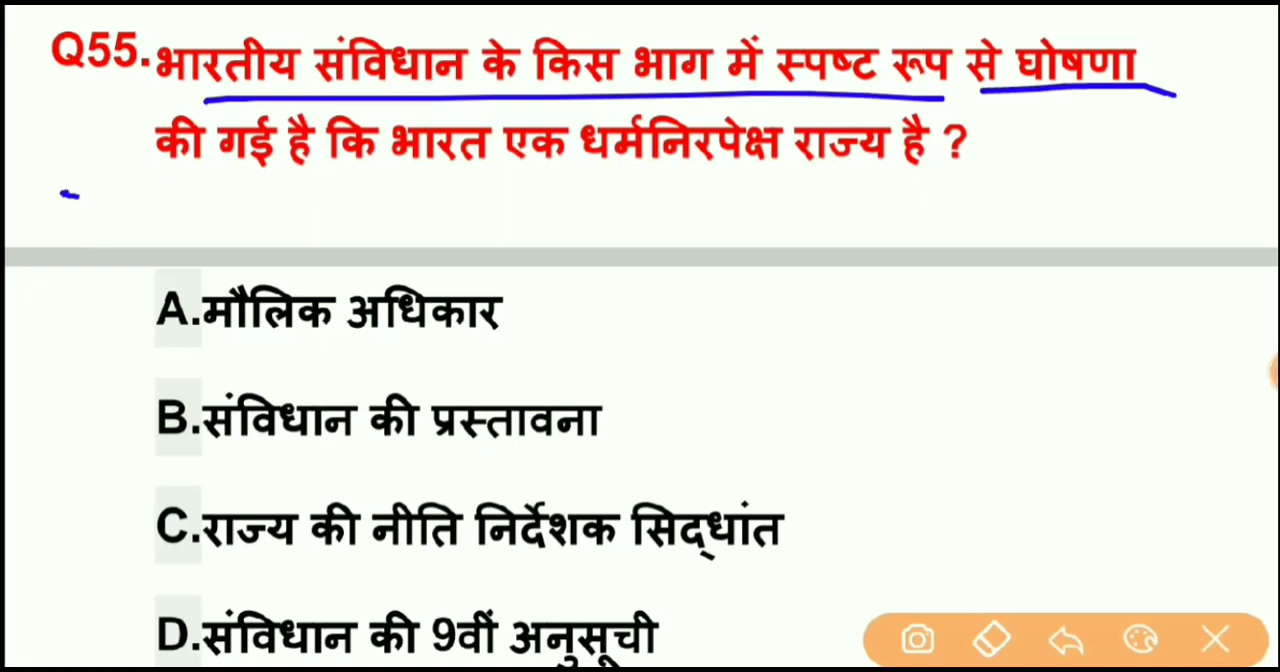 Q55.भारतीय संविधान के किस भाग में स्पष्ट रूप से घोषणा
की गई है कि भारत एक धर्मनिरपेक्ष राज्य है ?
A.मौलिक अधिकार
B.संविधान की प्रस्तावना
C.राज्य की नीति निर्देशक सिद्धांत
D.संविधान की 9वीं अनुसूची